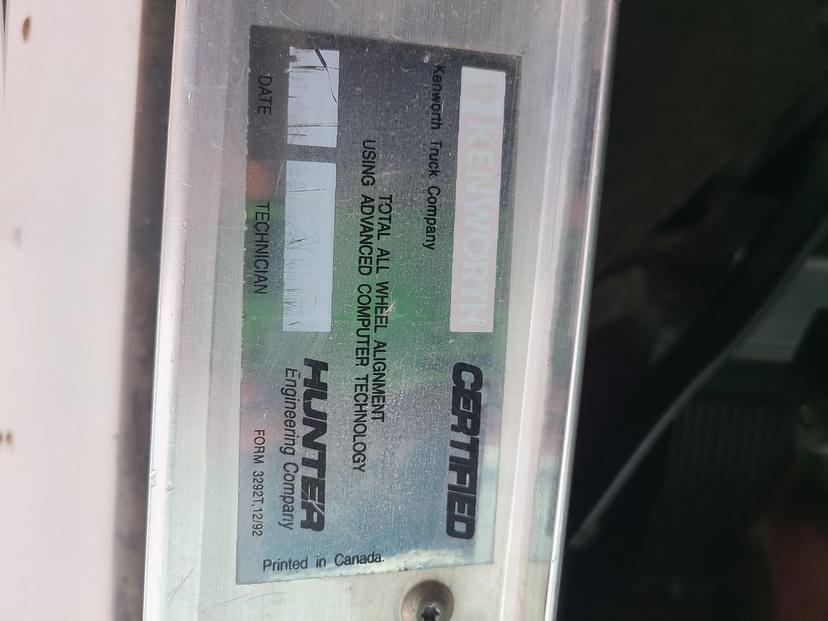 KENWORTH CERTIFIED
Kenworth Truck Company
TOTAL ALL WHEEL ALIGNMENT
USING ADVANCED COMPUTER TECHNOLOGY
HUNTER
Engineering Company
DATE TECHNICIAN FORM 3292T,12/92
Printed in Canada.